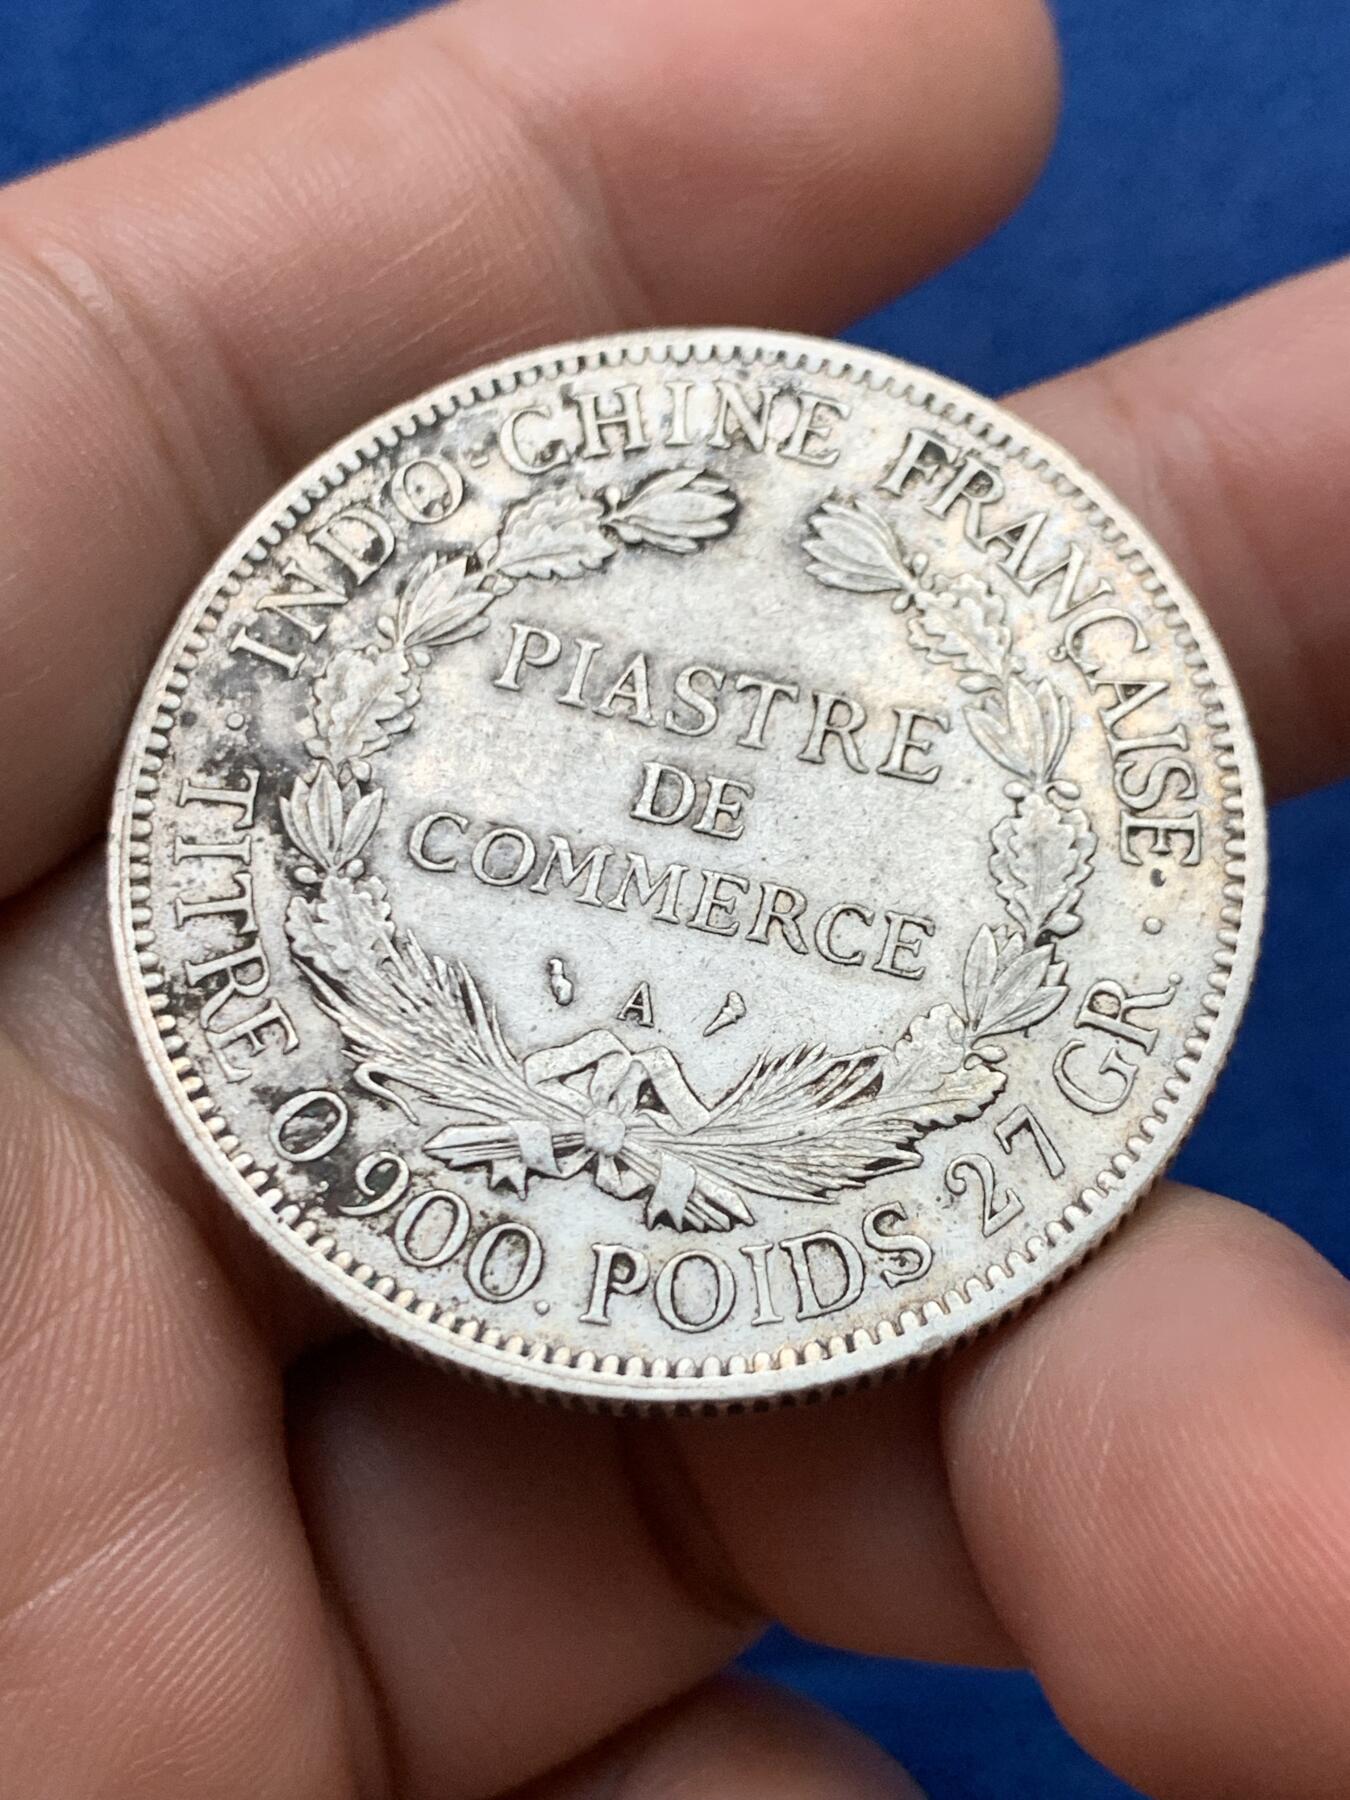 INDO-CHINE FRANÇAISE
PIASTRE
DE
COMMERCE
A
TITRE 0 900. POIDS 27 GR.